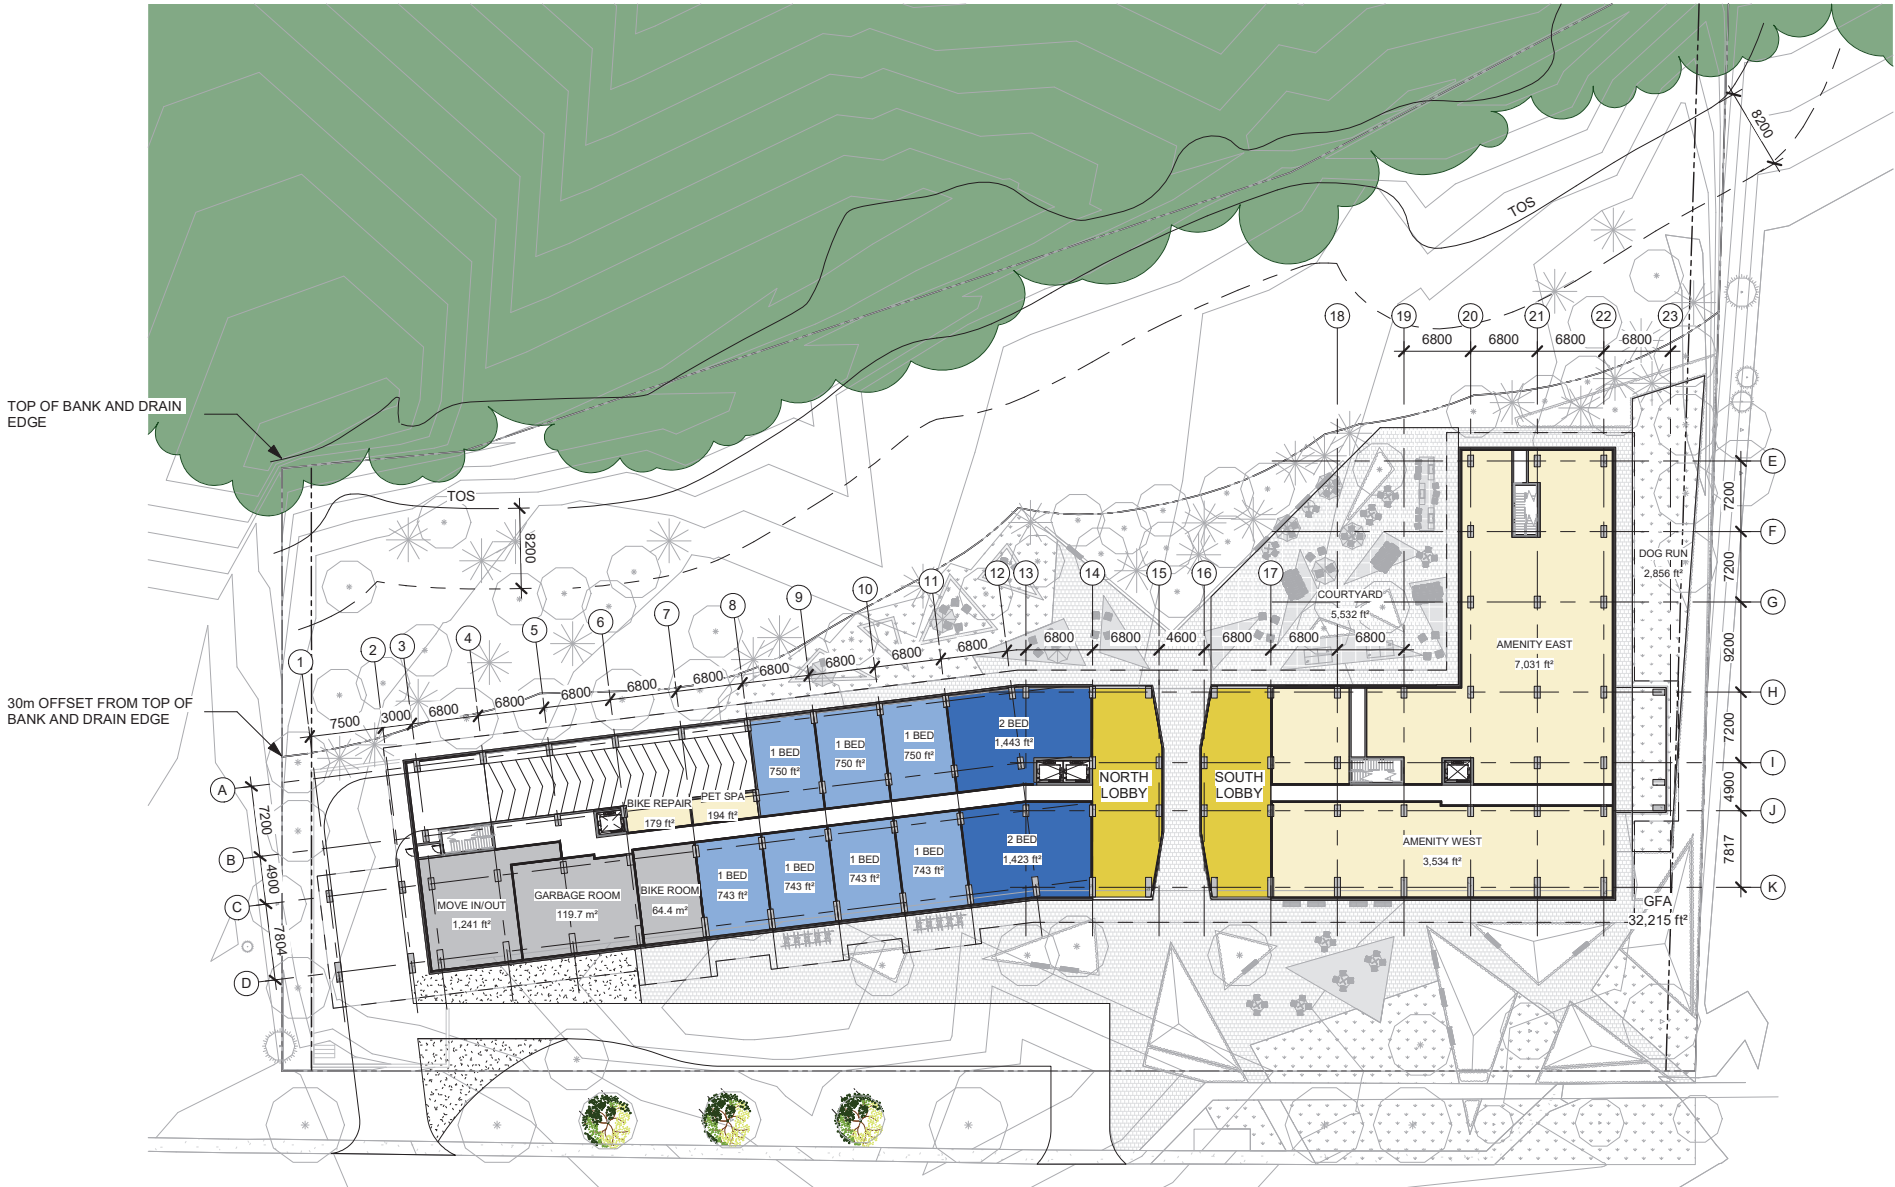 8200
TOS
18
19
20
21
22
23
6800
6800
6800
6800
TOP OF BANK AND DRAIN
EDGE
E
TOS
7200
8200
F
DOG RUN
2,856 ft²
7200
9
10
11
12
13
14
15
16
17
COURTYARD
5,532 ft²
G
1
2
3
4
5
6
7
8
6800
6800
4600
6800
6800
6800
AMENITY EAST
7,031 ft²
9200
7500
3000
6800
6800
6800
6800
6800
6800
6800
6800
6800
H
30m OFFSET FROM TOP OF
BANK AND DRAIN EDGE
2 BED
1,443 ft²
1 BED
750 ft²
1 BED
750 ft²
1 BED
750 ft²
7200
I
NORTH
LOBBY
SOUTH
LOBBY
A
BIKE REPAIR
179 ft²
PET SPA
194 ft²
4900
J
7200
2 BED
1,423 ft²
AMENITY WEST
3,534 ft²
7817
B
1 BED
743 ft²
1 BED
743 ft²
1 BED
743 ft²
1 BED
743 ft²
4900
K
GARBAGE ROOM
119.7 m²
BIKE ROOM
64.4 m²
MOVE IN/OUT
1,241 ft²
C
GFA
32,215 ft²
7804
D